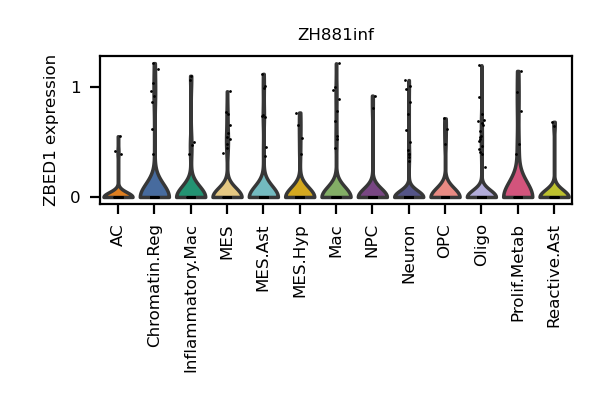 ZH881inf
ZBED1 expression
1
0
AC
Chromatin.Reg
Inflammatory.Mac
MES
MES.Ast
MES.Hyp
Mac
NPC
Neuron
OPC
Oligo
Prolif.Metab
Reactive.Ast